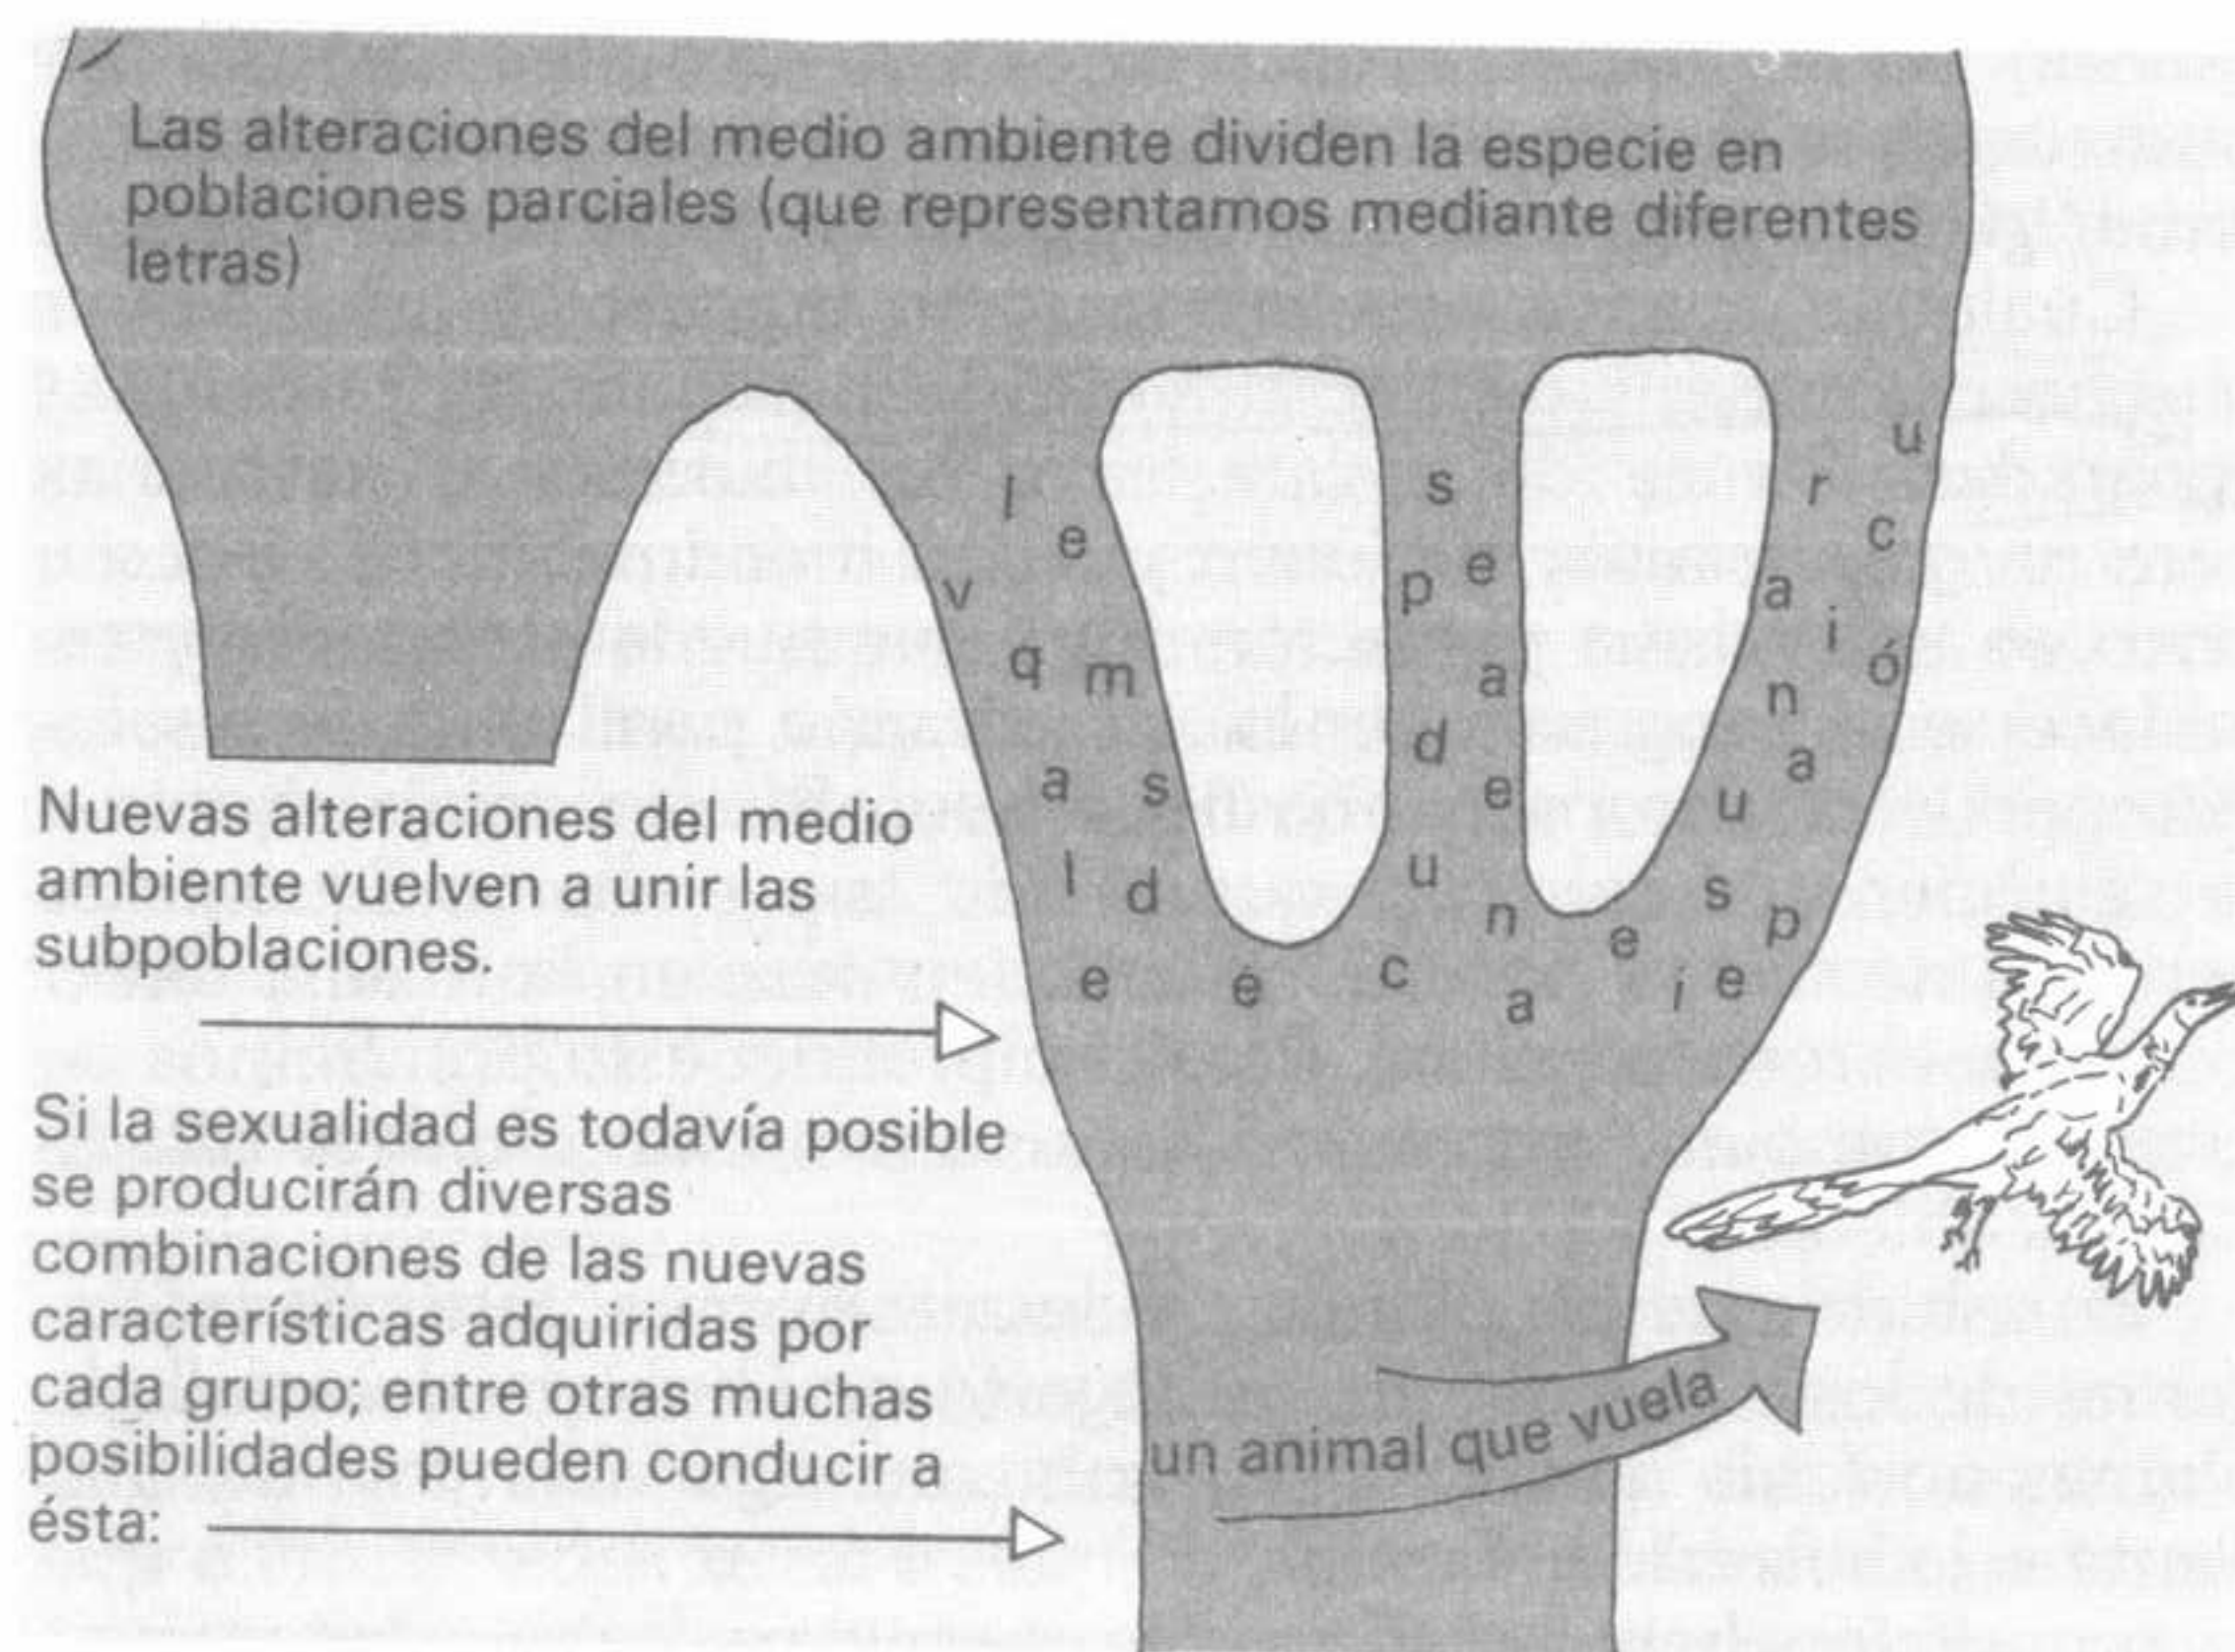 Las alteraciones del medio ambiente dividen la especie en
poblaciones parciales (que representamos mediante diferentes
letras)
u
l s r
e c
v p e a
i
q m a n ó
d a
a s e u
l d u s
n e p
e é c a i e
Nuevas alteraciones del medio
ambiente vuelven a unir las
subpoblaciones.
Si la sexualidad es todavía posible
se producirán diversas
combinaciones de las nuevas
características adquiridas por
cada grupo; entre otras muchas
posibilidades pueden conducir a
ésta:
un animal que vuela